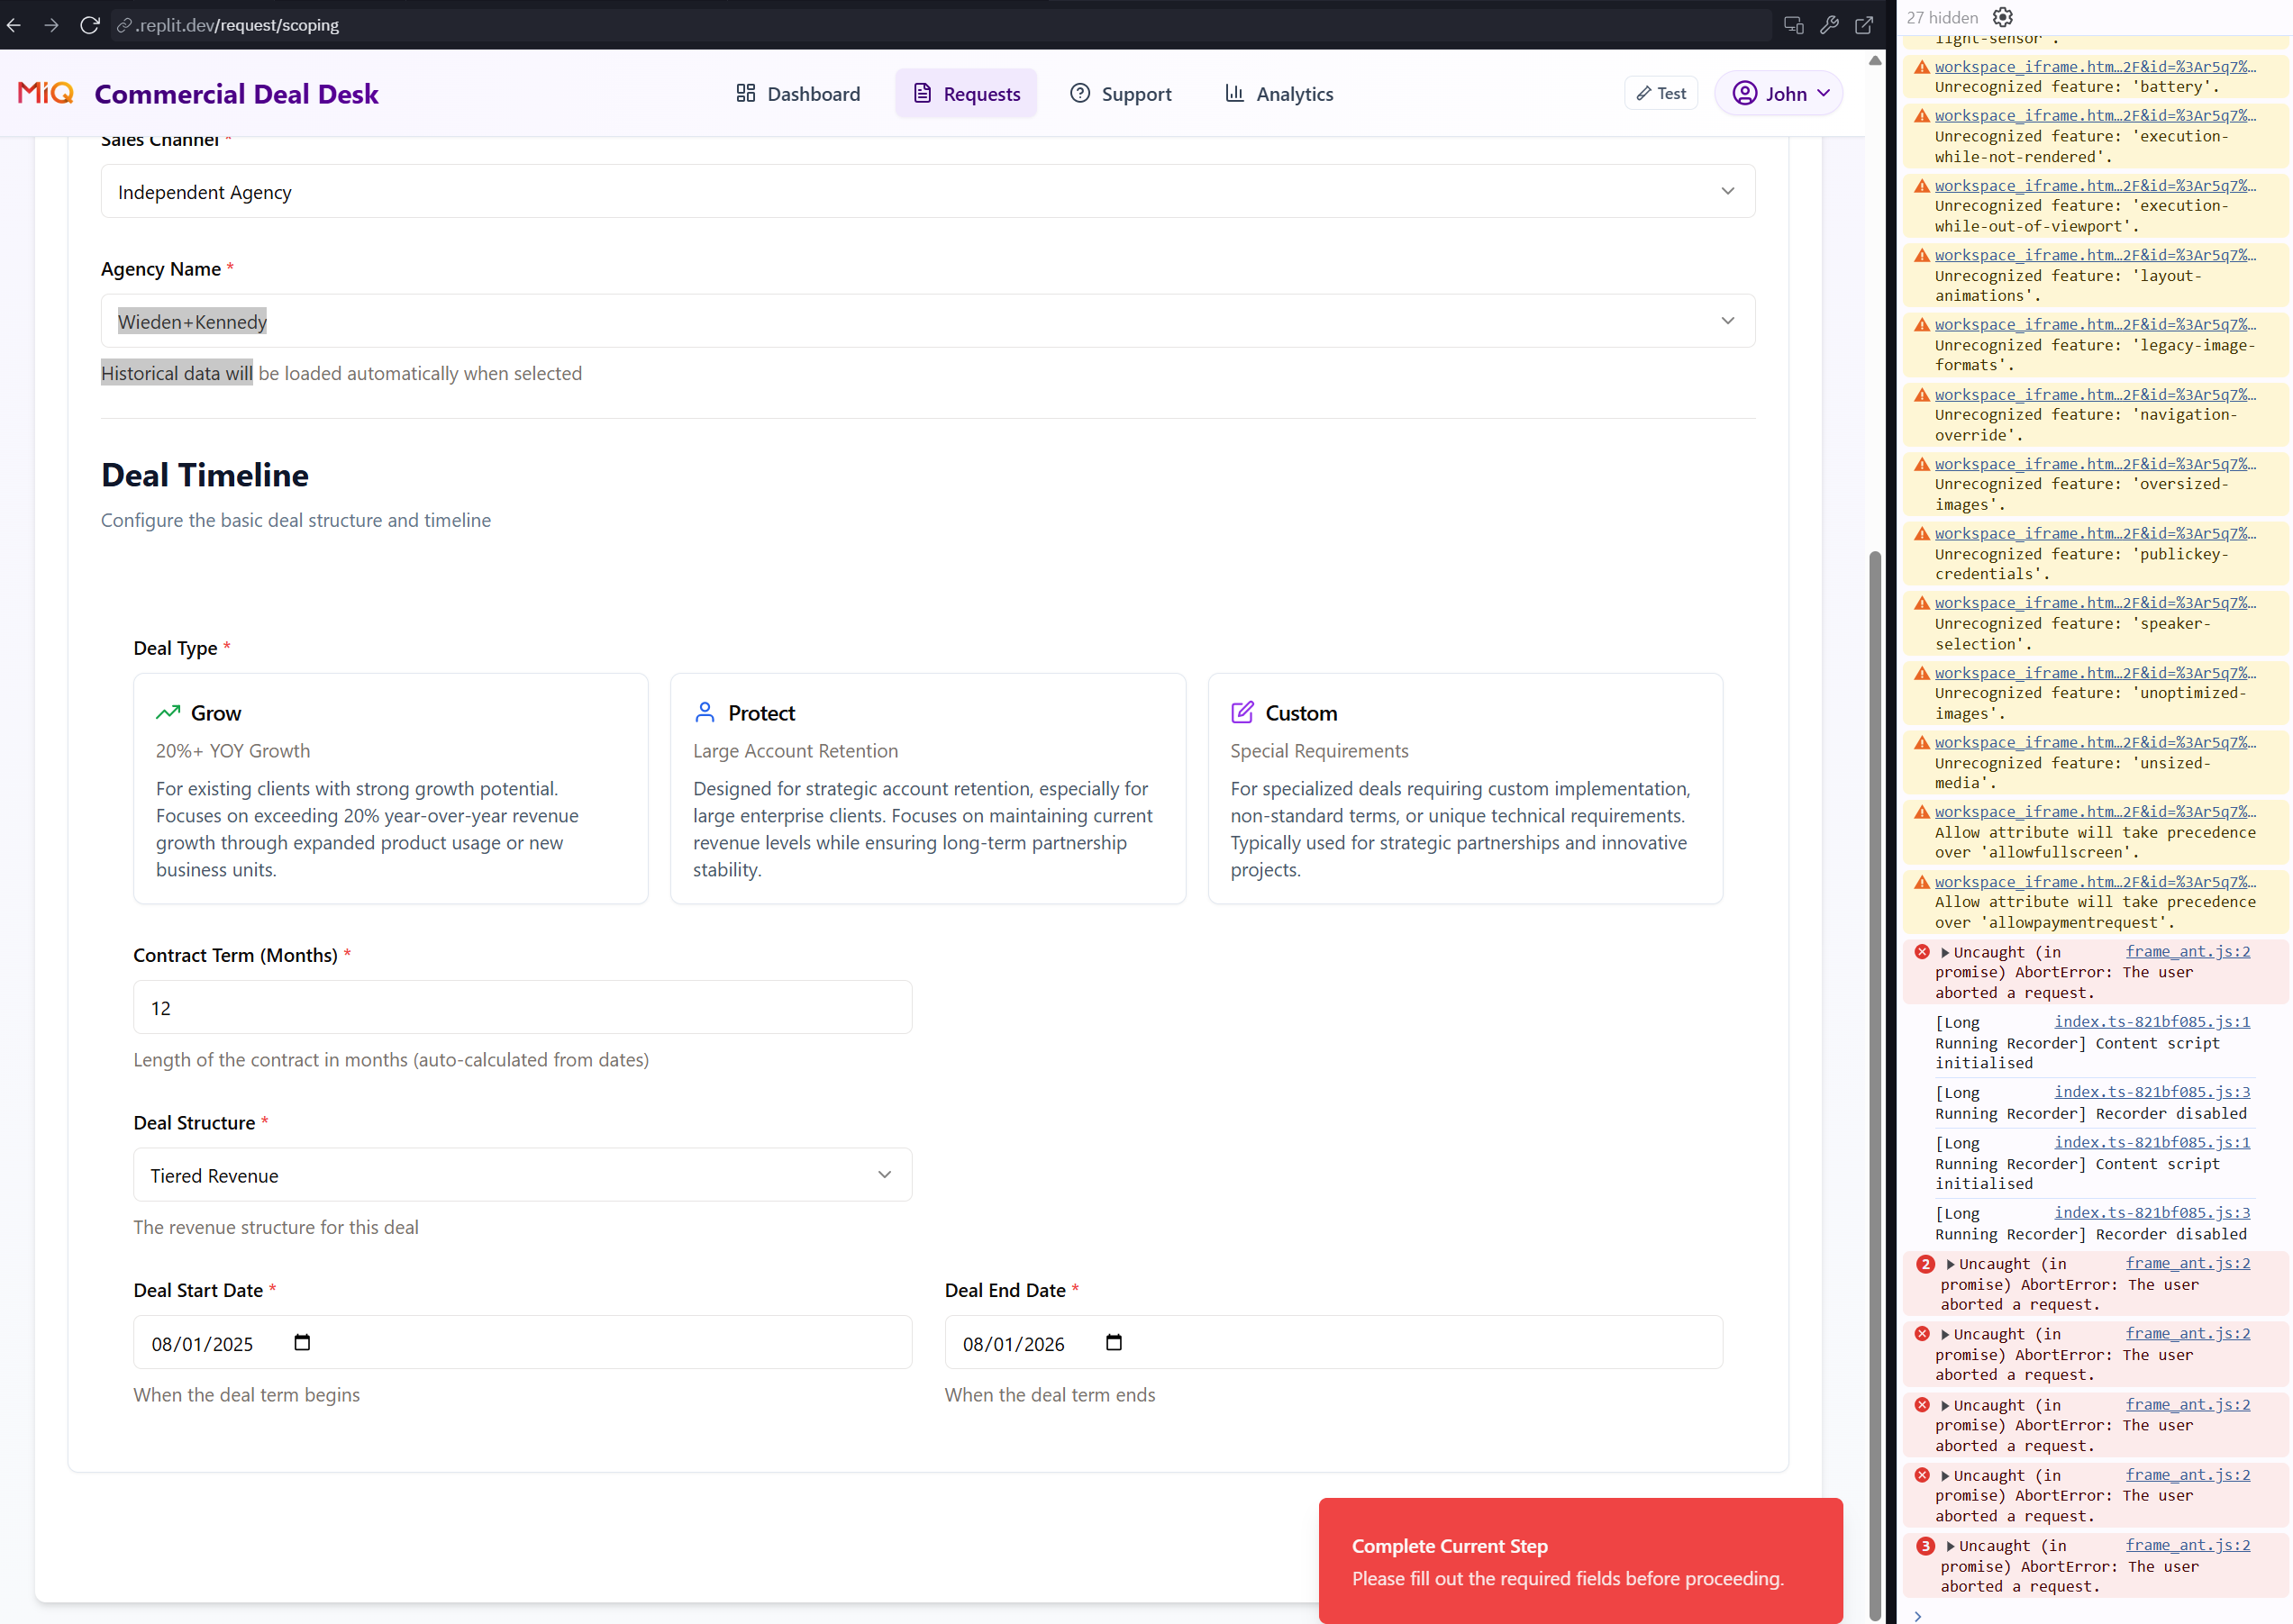 .replit.dev/request/scoping
MiQ Commercial Deal Desk
Dashboard
Requests
Support
Analytics
Test
John
Sales Channel *
Independent Agency
Agency Name *
Wieden+Kennedy
Historical data will be loaded automatically when selected
Deal Timeline
Configure the basic deal structure and timeline
Deal Type *
Grow
20%+ YOY Growth
For existing clients with strong growth potential.
Focuses on exceeding 20% year-over-year revenue
growth through expanded product usage or new
business units.
Protect
Large Account Retention
Designed for strategic account retention, especially for
large enterprise clients. Focuses on maintaining current
revenue levels while ensuring long-term partnership
stability.
Custom
Special Requirements
For specialized deals requiring custom implementation,
non-standard terms, or unique technical requirements.
Typically used for strategic partnerships and innovative
projects.
Contract Term (Months) *
12
Length of the contract in months (auto-calculated from dates)
Deal Structure *
Tiered Revenue
The revenue structure for this deal
Deal Start Date *
08/01/2025
When the deal term begins
Deal End Date *
08/01/2026
When the deal term ends
Complete Current Step
Please fill out the required fields before proceeding.
27 hidden
light-sensor'.
workspace_iframe.htm…2F&id=%3Ar5q7%…
Unrecognized feature: 'battery'.
workspace_iframe.htm…2F&id=%3Ar5q7%…
Unrecognized feature: 'execution-
while-not-rendered'.
workspace_iframe.htm…2F&id=%3Ar5q7%…
Unrecognized feature: 'execution-
while-out-of-viewport'.
workspace_iframe.htm…2F&id=%3Ar5q7%…
Unrecognized feature: 'layout-
animations'.
workspace_iframe.htm…2F&id=%3Ar5q7%…
Unrecognized feature: 'legacy-image-
formats'.
workspace_iframe.htm…2F&id=%3Ar5q7%…
Unrecognized feature: 'navigation-
override'.
workspace_iframe.htm…2F&id=%3Ar5q7%…
Unrecognized feature: 'oversized-
images'.
workspace_iframe.htm…2F&id=%3Ar5q7%…
Unrecognized feature: 'publickey-
credentials'.
workspace_iframe.htm…2F&id=%3Ar5q7%…
Unrecognized feature: 'speaker-
selection'.
workspace_iframe.htm…2F&id=%3Ar5q7%…
Unrecognized feature: 'unoptimized-
images'.
workspace_iframe.htm…2F&id=%3Ar5q7%…
Unrecognized feature: 'unsized-
media'.
workspace_iframe.htm…2F&id=%3Ar5q7%…
Allow attribute will take precedence
over 'allowfullscreen'.
workspace_iframe.htm…2F&id=%3Ar5q7%…
Allow attribute will take precedence
over 'allowpaymentrequest'.
Uncaught (in frame_ant.js:2
promise) AbortError: The user
aborted a request.
[Long index.ts-821bf085.js:1
Running Recorder] Content script
initialised
[Long index.ts-821bf085.js:3
Running Recorder] Recorder disabled
[Long index.ts-821bf085.js:1
Running Recorder] Content script
initialised
[Long index.ts-821bf085.js:3
Running Recorder] Recorder disabled
2 Uncaught (in frame_ant.js:2
promise) AbortError: The user
aborted a request.
Uncaught (in frame_ant.js:2
promise) AbortError: The user
aborted a request.
Uncaught (in frame_ant.js:2
promise) AbortError: The user
aborted a request.
Uncaught (in frame_ant.js:2
promise) AbortError: The user
aborted a request.
3 Uncaught (in frame_ant.js:2
promise) AbortError: The user
aborted a request.